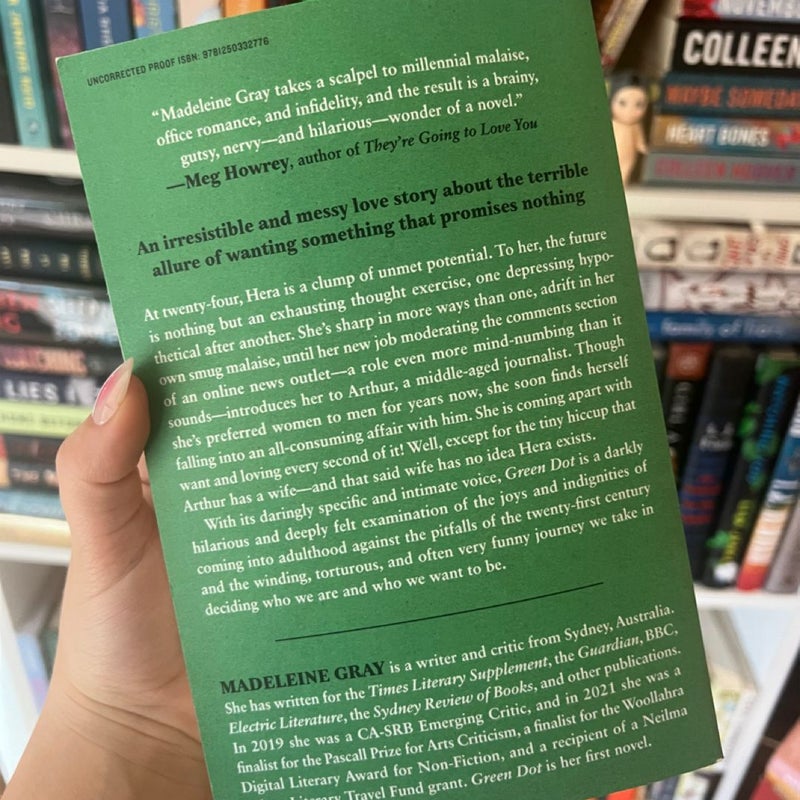 UNCORRECTED PROOF ISBN: 9781250332776
“Madeleine Gray takes a scalpel to millennial malaise,
office romance, and infidelity, and the result is a brainy,
gutsy, nervy—and hilarious—wonder of a novel.”
—Meg Howrey, author of They’re Going to Love You
An irresistible and messy love story about the terrible
allure of wanting something that promises nothing
At twenty-four, Hera is a clump of unmet potential. To her, the future
is nothing but an exhausting thought exercise, one depressing hypo-
thetical after another. She’s sharp in more ways than one, adrift in her
own smug malaise, until her new job moderating the comments section
of an online news outlet—a role even more mind-numbing than it
sounds—introduces her to Arthur, a middle-aged journalist. Though
she’s preferred women to men for years now, she soon finds herself
falling into an all-consuming affair with him. She is coming apart with
want and loving every second of it! Well, except for the tiny hiccup that
Arthur has a wife—and that said wife has no idea Hera exists.
With its daringly specific and intimate voice, Green Dot is a darkly
hilarious and deeply felt examination of the joys and indignities of
coming into adulthood against the pitfalls of the twenty-first century
and the winding, torturous, and often very funny journey we take in
deciding who we are and who we want to be.
MADELEINE GRAY is a writer and critic from Sydney, Australia.
She has written for the Times Literary Supplement, the Guardian, BBC,
Electric Literature, the Sydney Review of Books, and other publications.
In 2019 she was a CA-SRB Emerging Critic, and in 2021 she was a
finalist for the Pascall Prize for Arts Criticism, a finalist for the Woollahra
Digital Literary Award for Non-Fiction, and a recipient of a Neilma
Travel Fund grant. Green Dot is her first novel.
COLLEEN
MAYBE SOMEDA
HEART BONES
COLLEEN HOOVER
family of liars
LIES